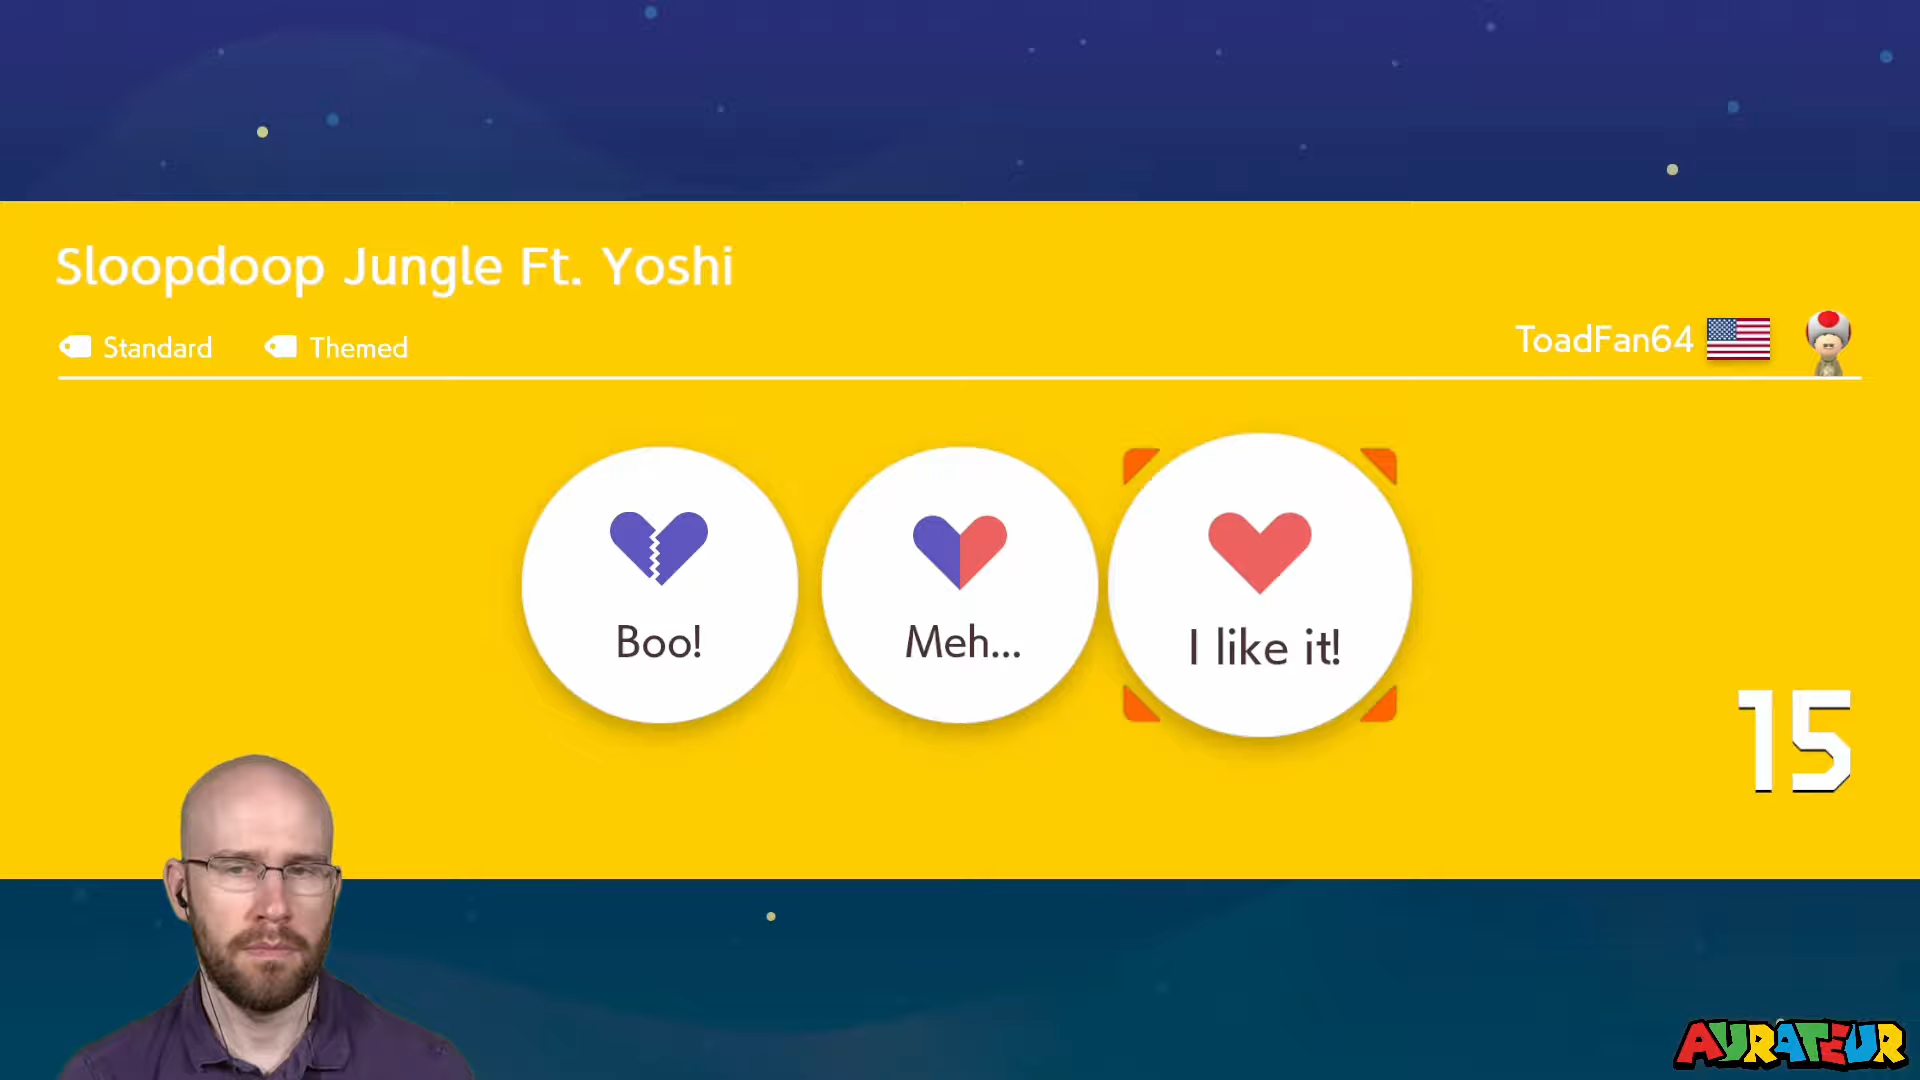 Sloopdoop Jungle Ft. Yoshi
Standard Themed
ToadFan64
Boo! Meh... I like it!
15
AURATEUR